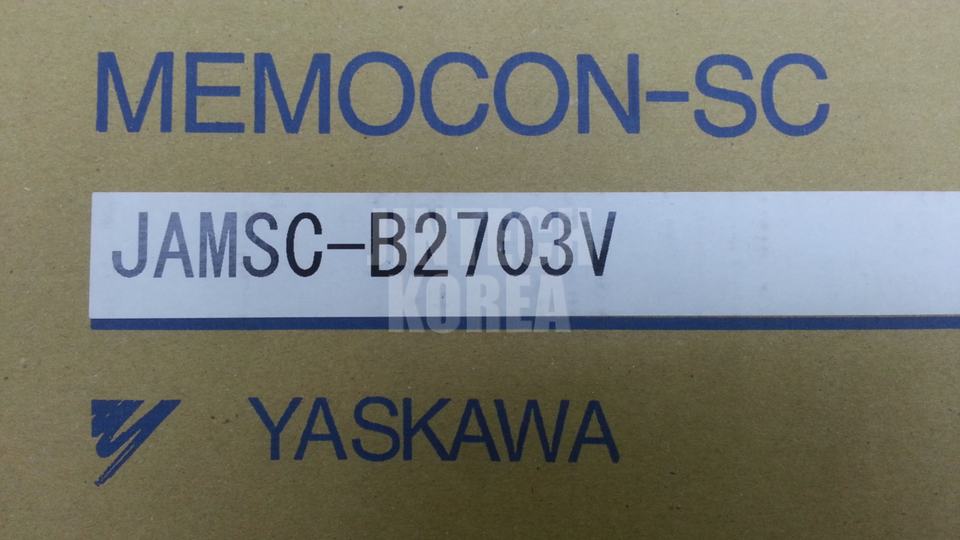 MEMOCON-SC
JAMSC-B2703V
KOREA
YASKAWA